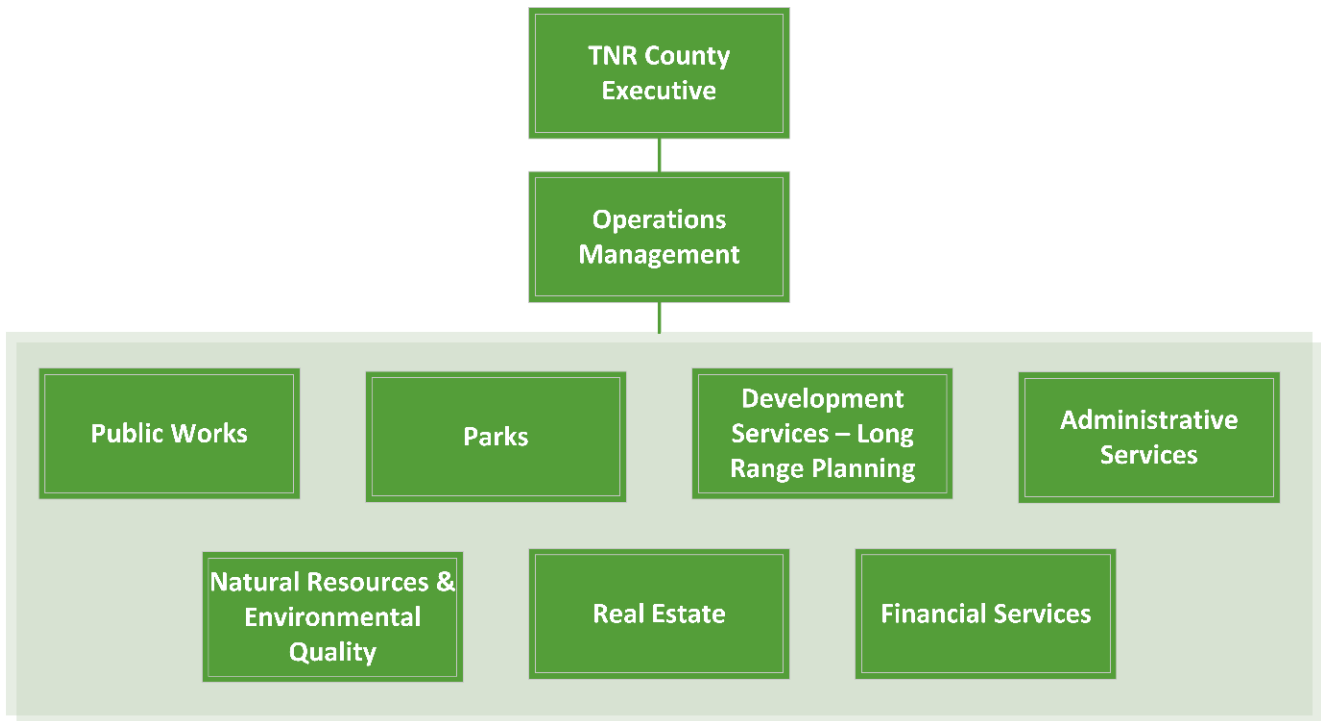 TNR County
Executive
Operations
Management
Public Works
Parks
Development
Services – Long
Range Planning
Administrative
Services
Natural Resources &
Environmental
Quality
Real Estate
Financial Services